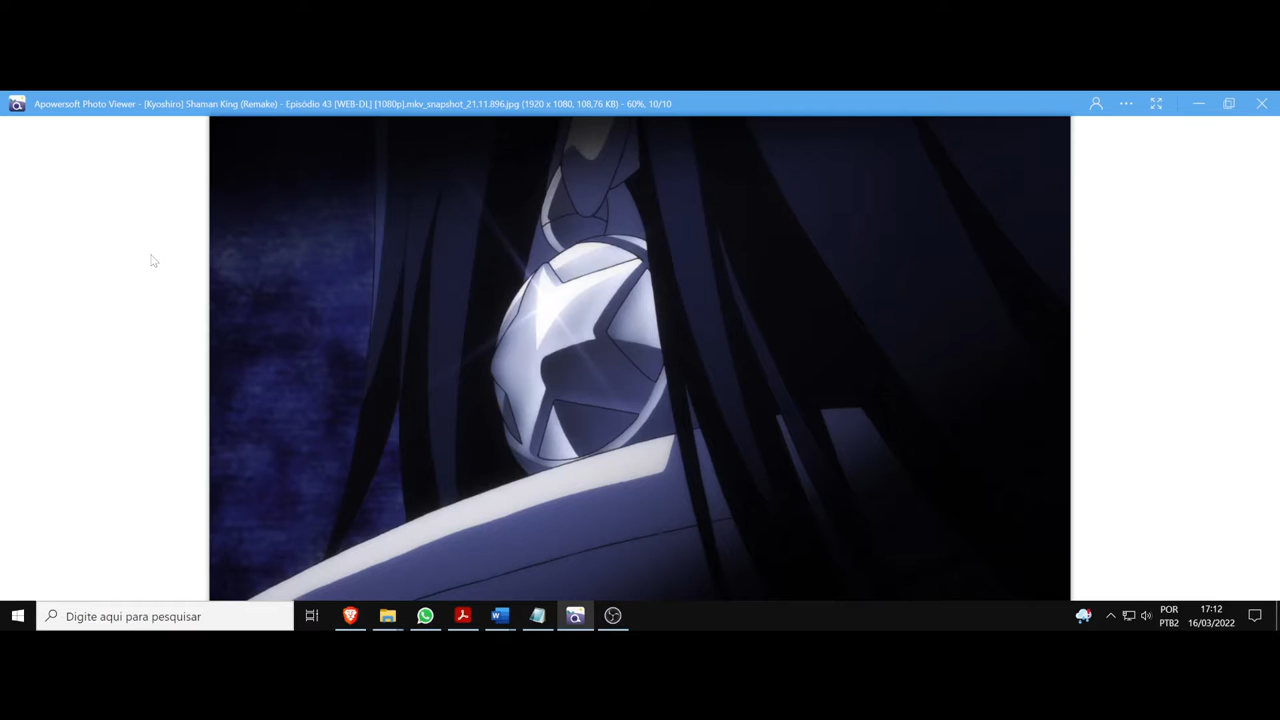 Apowersoft Photo Viewer - [Kyoshiro] Shaman King (Remake) - Episódio 43 [WEB-DL] [1080p].mkv_snapshot_21.11.896.jpg (1920 x 1080, 108,76 KB) - 60%, 10/10
Digite aqui para pesquisar
POR
PTB2
17:12
16/03/2022